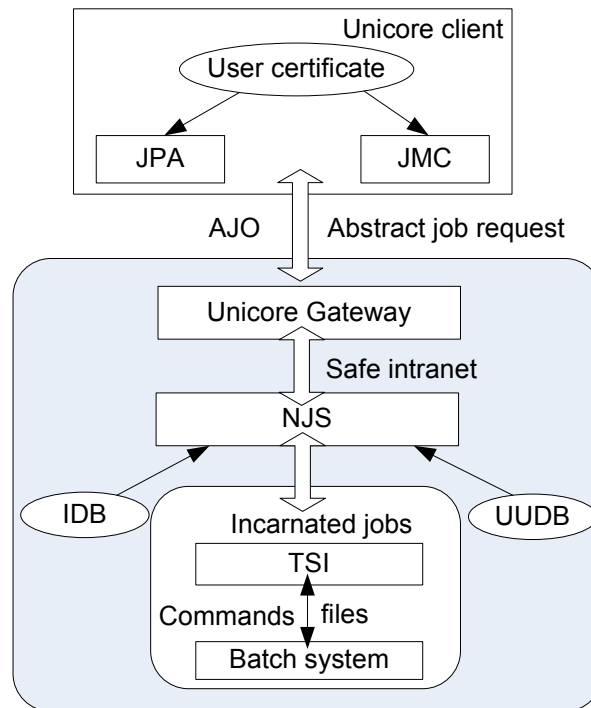 Unicore client
User certificate
JPA
JMC
AJO
Abstract job request
Unicore Gateway
Safe intranet
NJS
IDB
UUDB
Incarnated jobs
TSI
Commands
files
Batch system